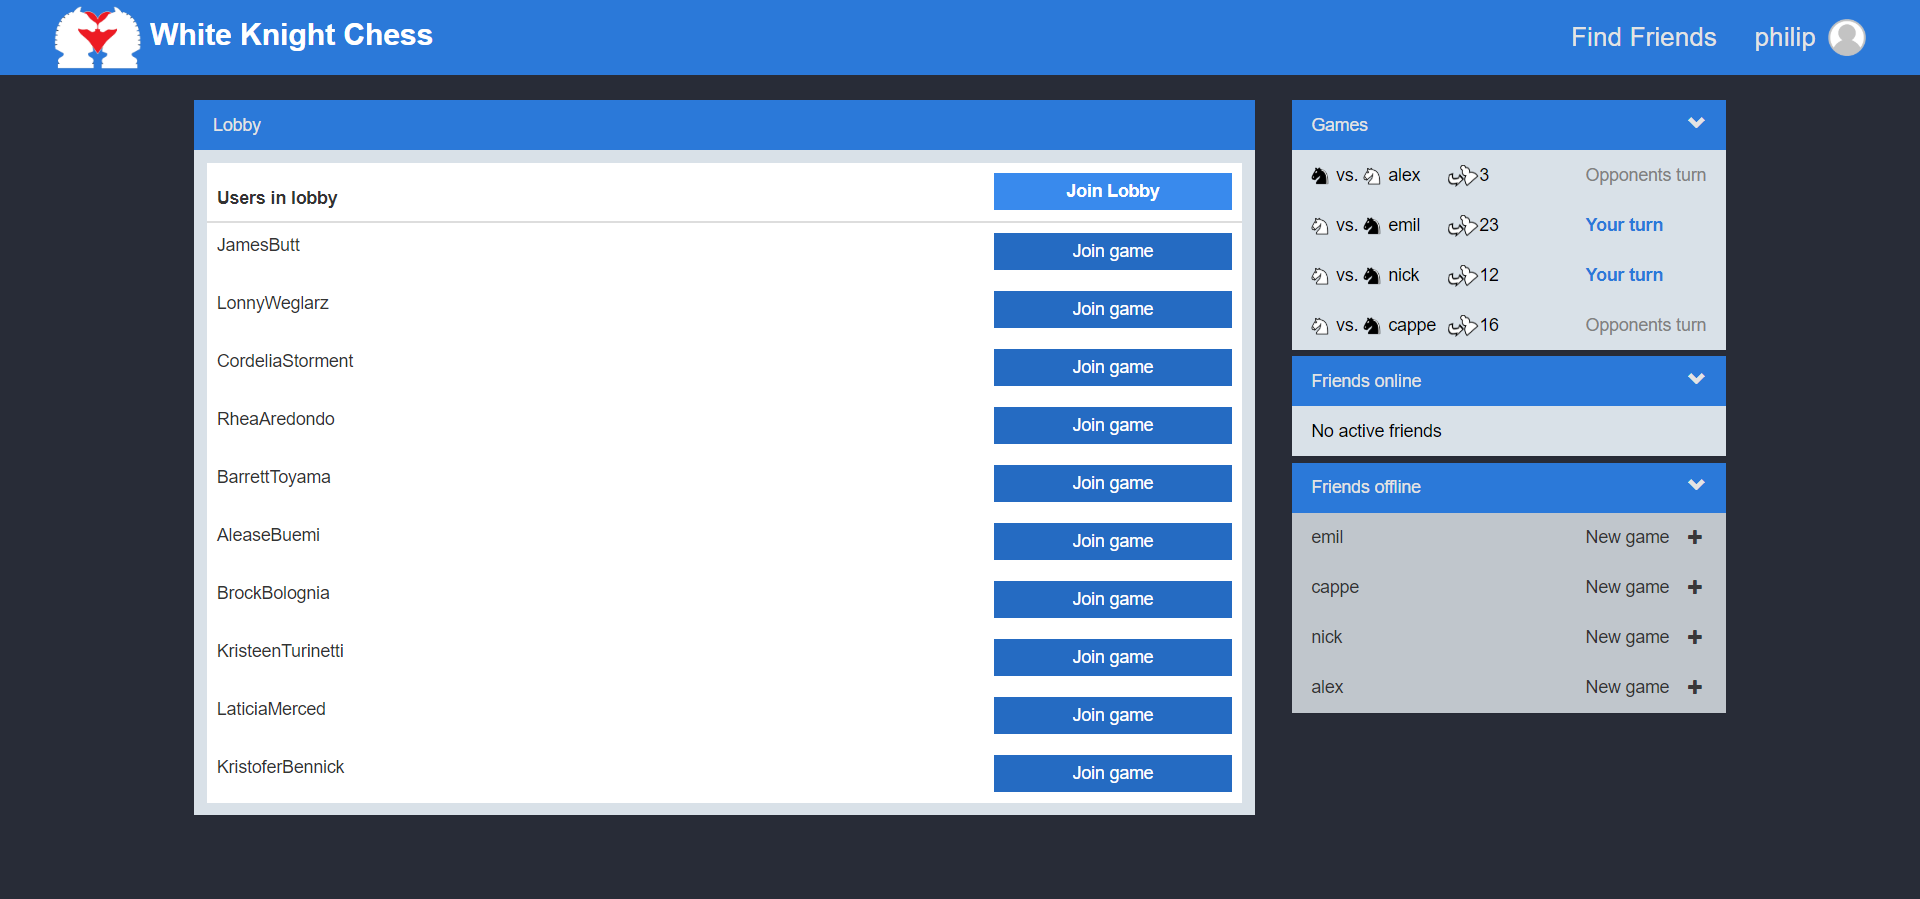 White Knight Chess
Find Friends philip
Lobby
Users in lobby Join Lobby
JamesButt Join game
LonnyWeglarz Join game
CordeliaStorment Join game
RheaAredondo Join game
BarrettToyama Join game
AleaseBuemi Join game
BrockBolognia Join game
KristeenTurinetti Join game
LaticiaMerced Join game
KristoferBennick Join game
Games
vs. alex 3 Opponents turn
vs. emil 23 Your turn
vs. nick 12 Your turn
vs. cappe 16 Opponents turn
Friends online
No active friends
Friends offline
emil New game
cappe New game
nick New game
alex New game